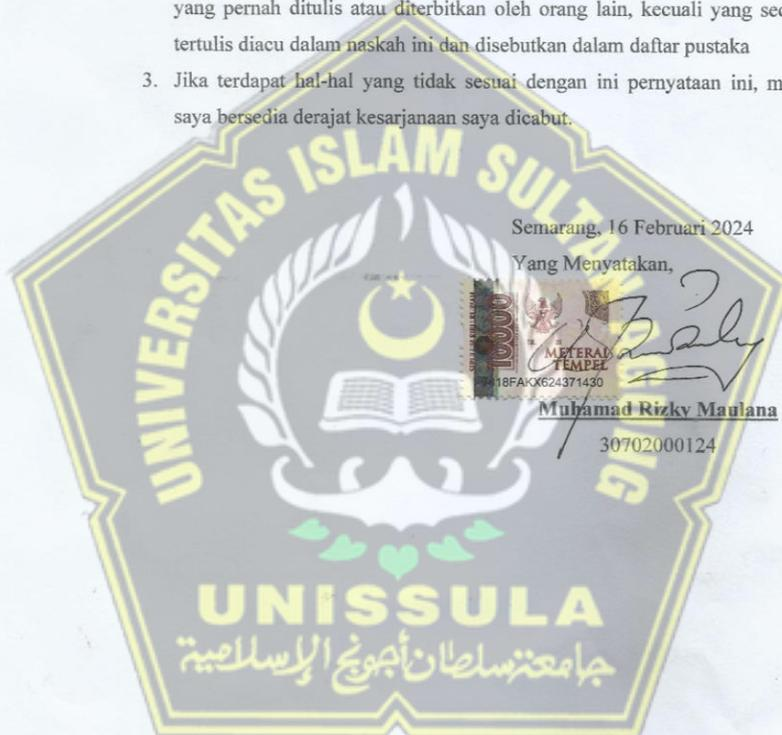 yang pernah ditulis atau diterbitkan oleh orang lain, kecuali yang
tertulis diacu dalam naskah ini dan disebutkan dalam daftar pustaka
3. Jika terdapat hal-hal yang tidak sesuai dengan ini pernyataan ini,
saya bersedia derajat kesarjanaan saya dicabut.
Semarang, 16 Februari 2024
Yang Menyatakan,
METERAI
TEMPEL
Muhamad Rizky Maulana
30702000124
UNIVERSITAS ISLAM SULTAN AGUNG
UNISSULA
جامعة سلطان أجونج الإسلامية